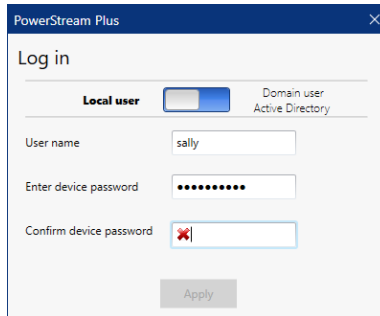 PowerStream Plus
Log in
Local user
Domain user
Active Directory
User name
sally
Enter device password
••••••••••
Confirm device password
Apply